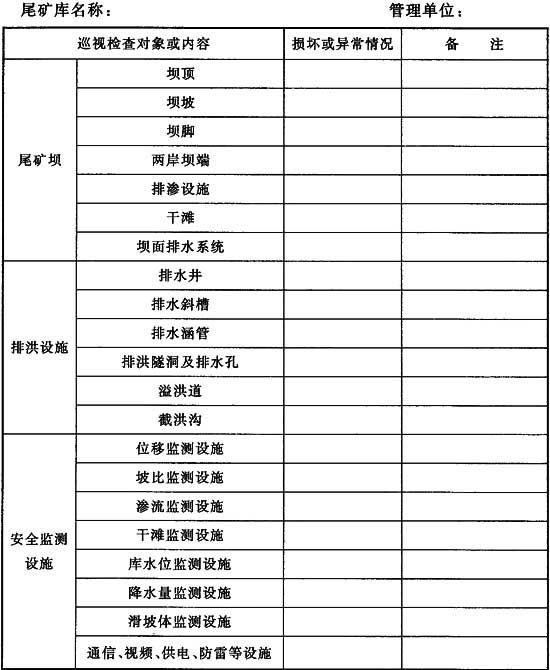 尾矿库名称： 管理单位：
巡视检查对象或内容 损坏或异常情况 备 注
尾矿坝
坝顶
坝坡
坝脚
两岸坝端
排渗设施
干滩
坝面排水系统
排洪设施
排水井
排水斜槽
排水涵管
排洪隧洞及排水孔
溢洪道
截洪沟
安全监测
设施
位移监测设施
坡比监测设施
渗流监测设施
干滩监测设施
库水位监测设施
降水量监测设施
滑坡体监测设施
通信、视频、供电、防雷等设施